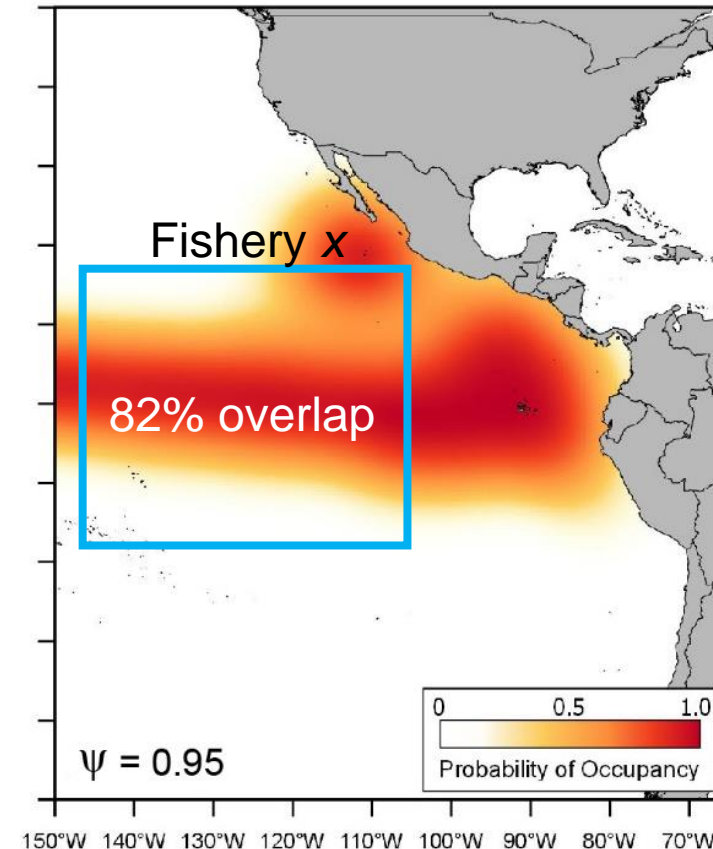 Fishery x
82% overlap
0 0.5 1.0
Probability of Occupancy
ψ = 0.95
150°W 140°W 130°W 120°W 110°W 100°W 90°W 80°W 70°W